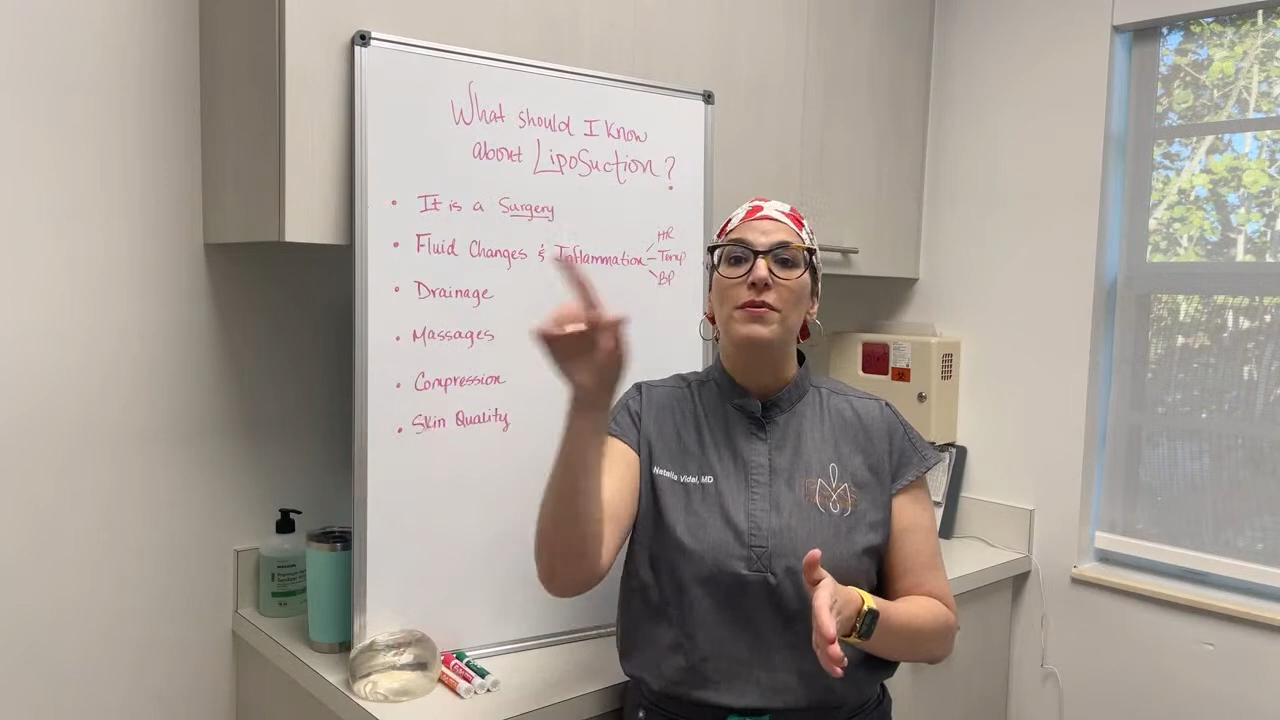 What should I know
about LipoSuction?
• It is a Surgery
• Fluid Changes & Inflammation
HR
Temp
BP
• Drainage
• Massages
• Compression
• Skin Quality
Natalia Vidal, MD